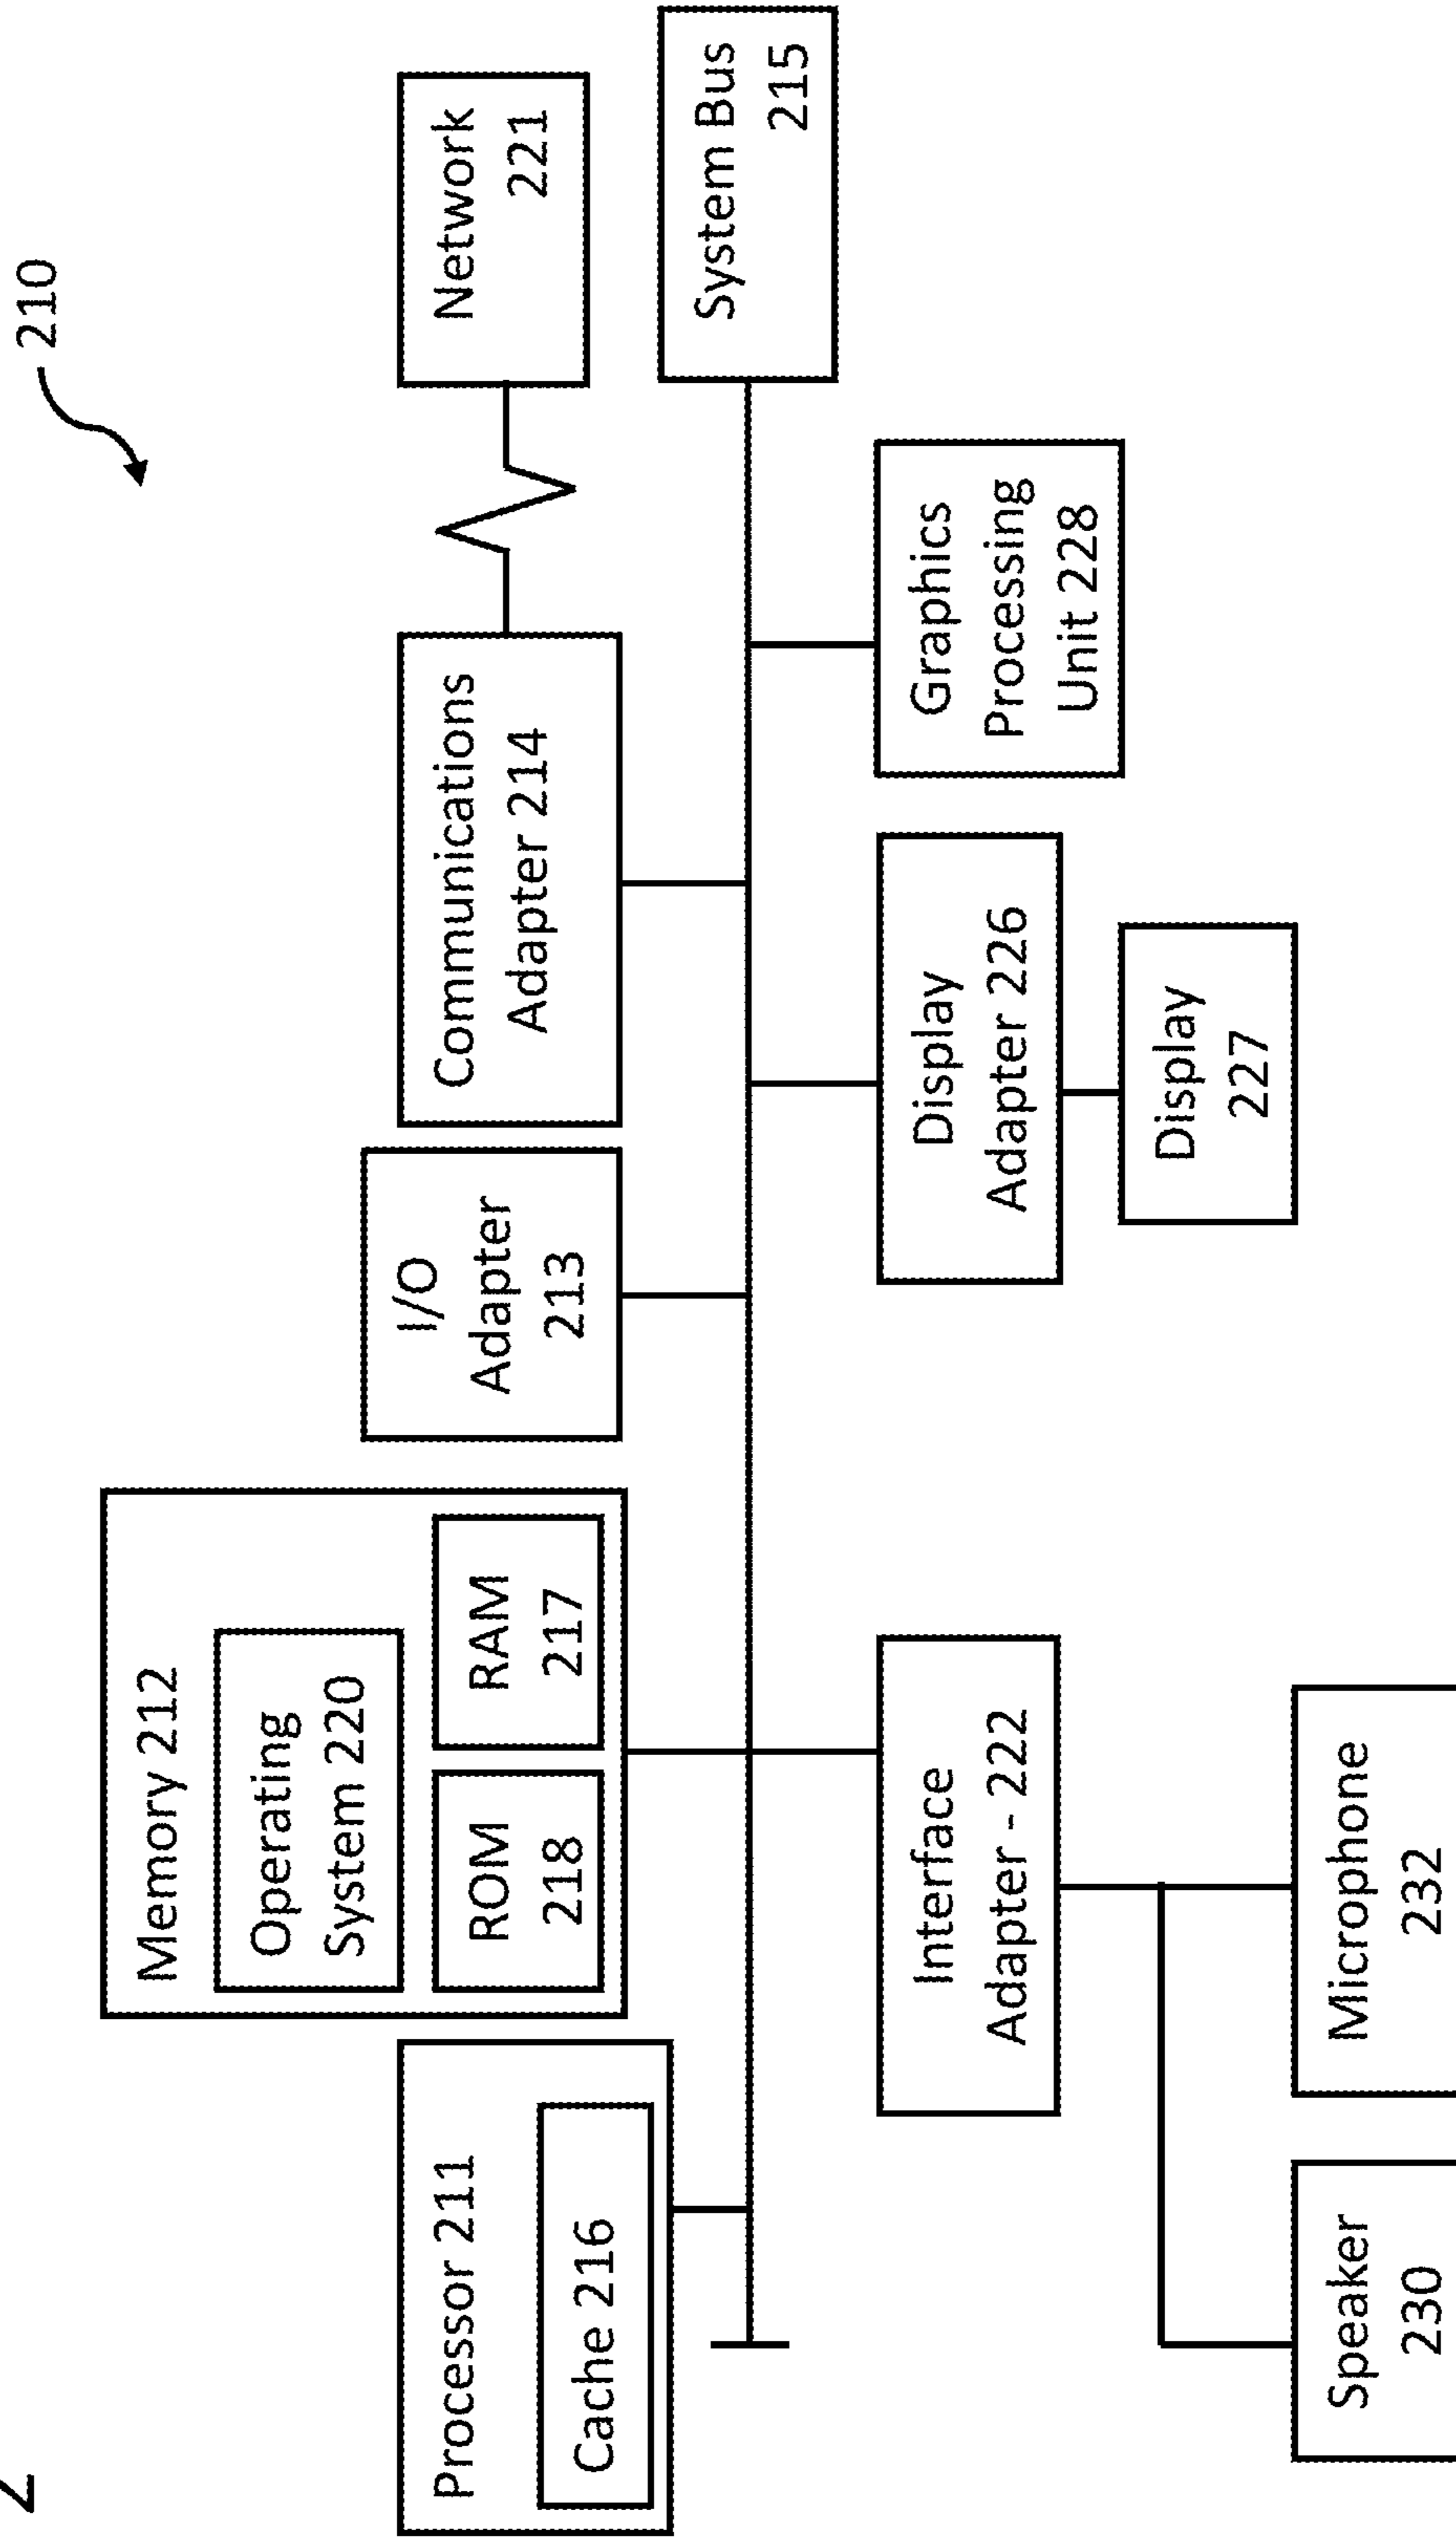 2
210
Memory 212
Operating
System 220
ROM
218
RAM
217
Processor 211
Cache 216
I/O
Adapter
213
Communications
Adapter 214
Network
221
System Bus
215
Interface
Adapter - 222
Display
Adapter 226
Graphics
Processing
Unit 228
Display
227
Speaker
230
Microphone
232